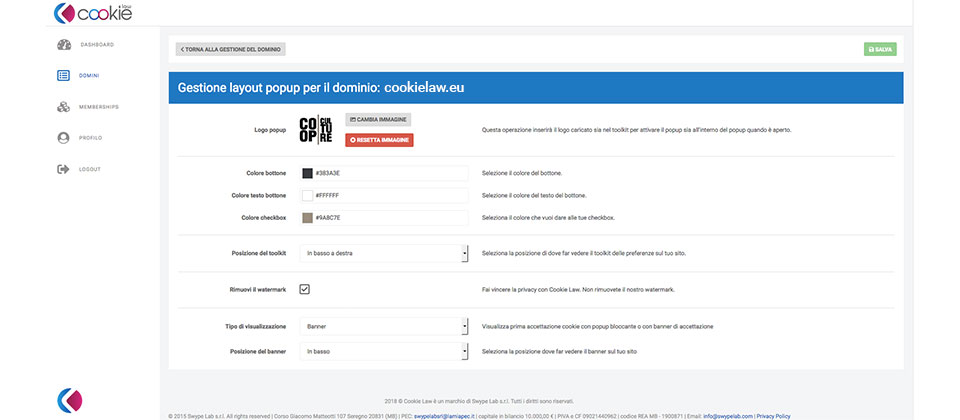 cookie law
DASHBOARD
DOMINI
MEMBERSHIPS
PROFILO
LOGOUT
TORNA ALLA GESTIONE DEL DOMINIO
SALVA
Gestione layout popup per il dominio: cookielaw.eu
Logo popup
CO OP CUL TU RE
CAMBIA IMMAGINE
RESETTA IMMAGINE
Questa operazione inserirà il logo caricato sia nel toolkit per attivare il popup sia all'interno del popup quando è aperto.
Colore bottone #383A3E Selezione il colore del bottone.
Colore testo bottone #FFFFFF Selezione il colore del testo del bottone.
Colore checkbox #9A8C7E Seleziona il colore che vuoi dare alle tue checkbox.
Posizione del toolkit In basso a destra Seleziona la posizione di dove far vedere il toolkit delle preferenze sul tuo sito.
Rimuovi il watermark Fai vincere la privacy con Cookie Law. Non rimuovete il nostro watermark.
Tipo di visualizzazione Banner Visualizza prima accettazione cookie con popup bloccante o con banner di accettazione
Posizione del banner In basso Seleziona la posizione dove far vedere il banner sul tuo sito
2018 © Cookie Law è un marchio di Swype Lab s.r.l. Tutti i diritti sono riservati.
© 2015 Swype Lab s.r.l. All rights reserved | Corso Giacomo Matteotti 107 Seregno 20831 (MB) | PEC: swypelabsrl@lamiapec.it | capitale in bilancio 10.000,00 € | P.IVA e CF 09021440962 | codice REA MB - 1900871 | Email: info@swypelab.com | Privacy Policy